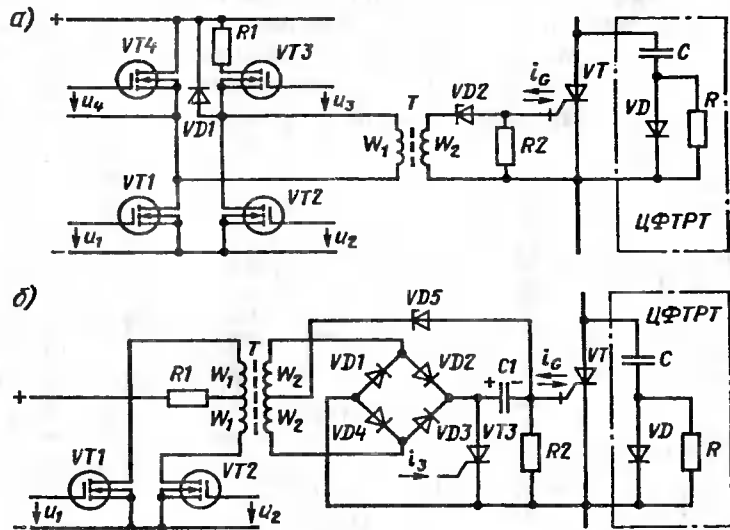 а)
+
VT4
R1
VT3
u4
VD1
u3
T
W1
W2
VD2
R2
iG
VT
C
VD
R
VT1
VT2
u1
u2
ЦФТРТ
б)
VD5
T
W1
W1
W2
W2
R1
+
VD1
VD2
VD4
VD3
C1
+
−
iG
VT
VT3
i3
R2
VT1
VT2
u1
u2
ЦФТРТ
C
VD
R